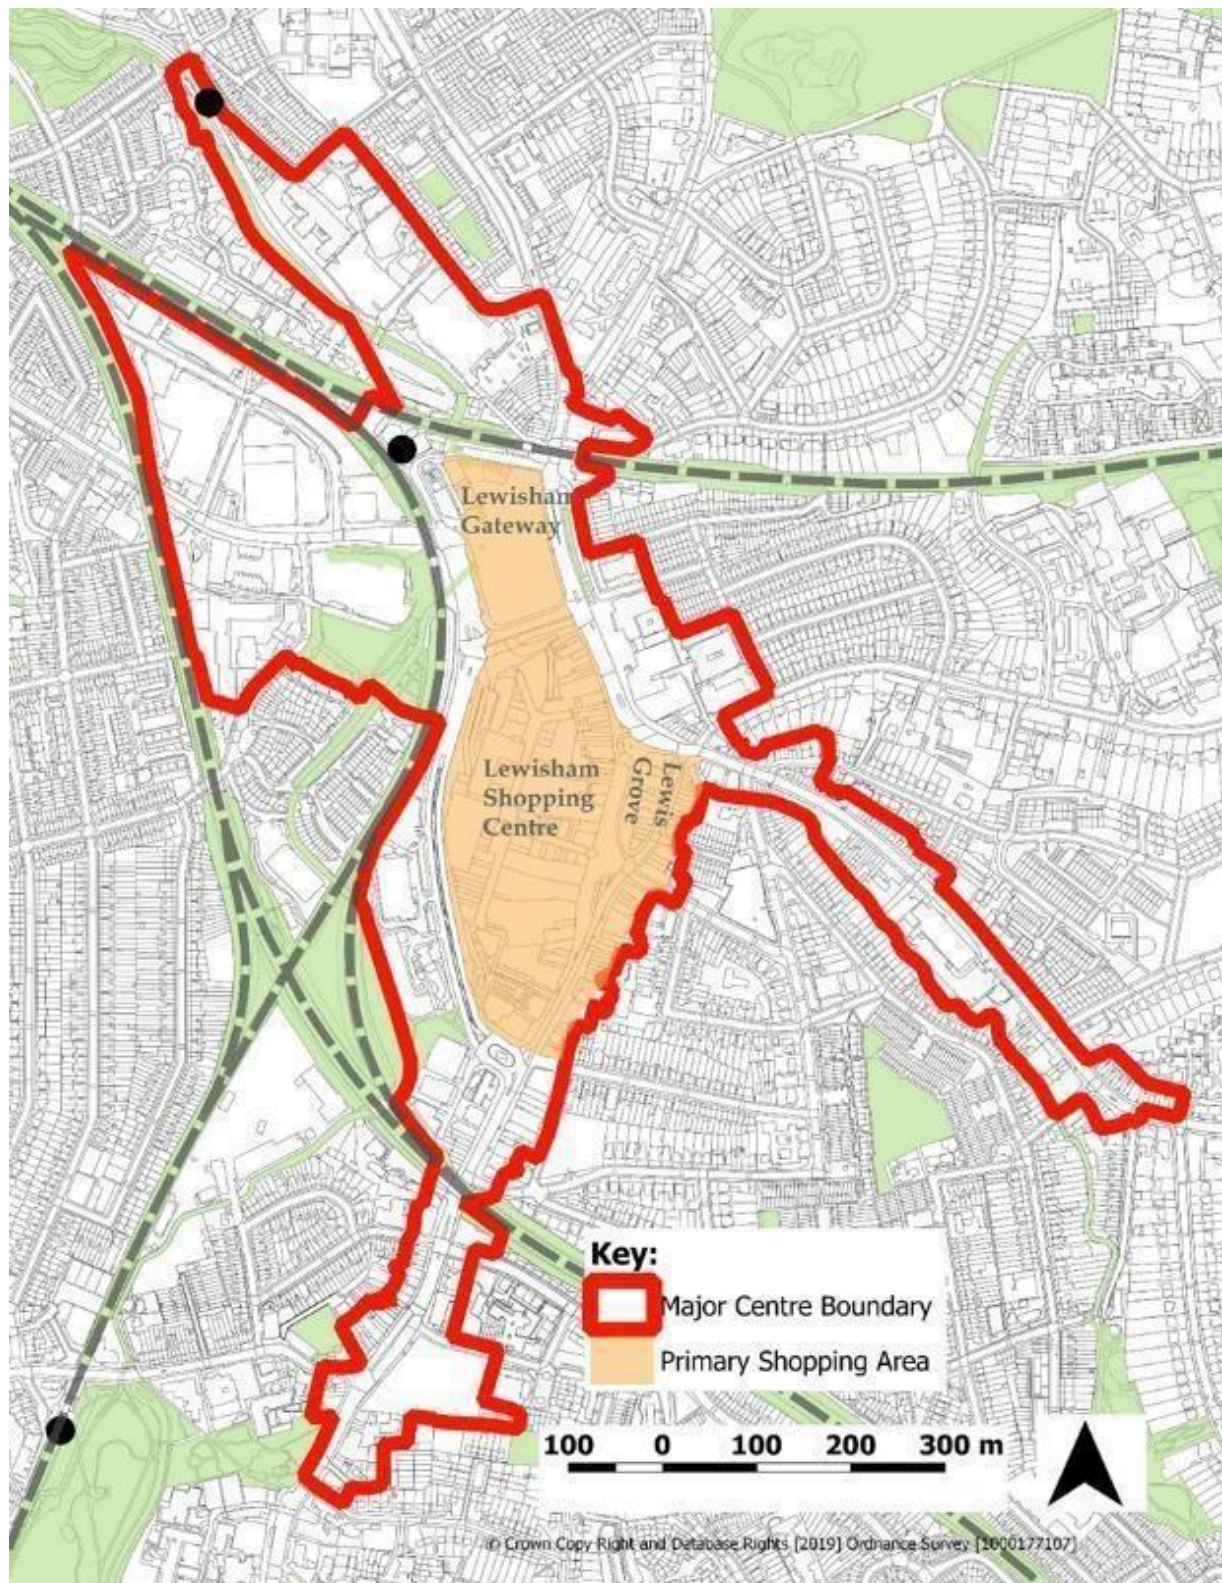 Lewisham
Gateway
Lewisham
Shopping
Centre
Lewis
Grove
Key:
Major Centre Boundary
Primary Shopping Area
100 0 100 200 300 m
© Crown Copy Right and Database Rights [2019] Ordnance Survey [1000177107]